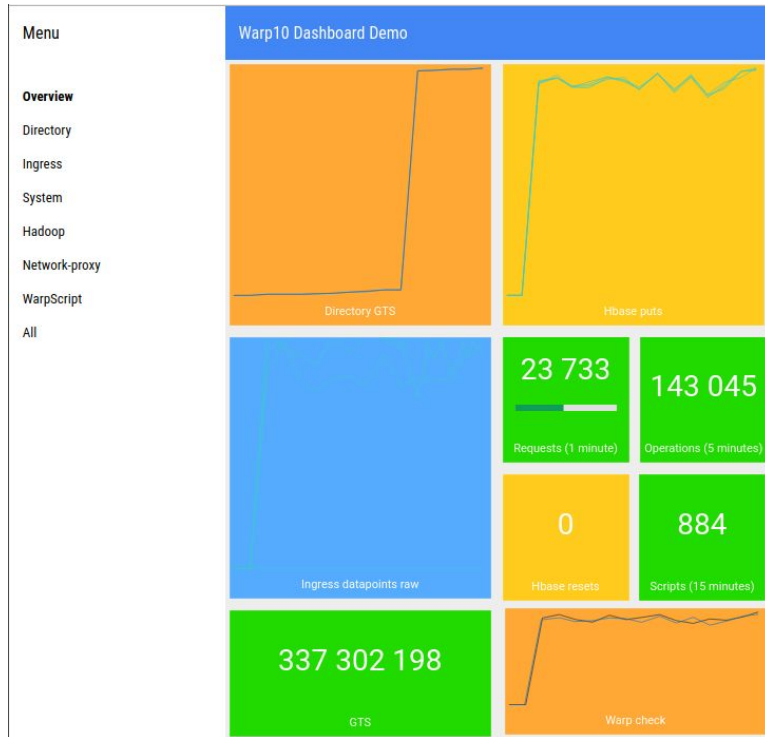 Menu
Warp10 Dashboard Demo
Overview
Directory
Ingress
System
Hadoop
Network-proxy
WarpScript
All
Directory GTS
Hbase puts
Ingress datapoints raw
23 733
Requests (1 minute)
143 045
Operations (5 minutes)
0
Hbase resets
884
Scripts (15 minutes)
337 302 198
GTS
Warp check